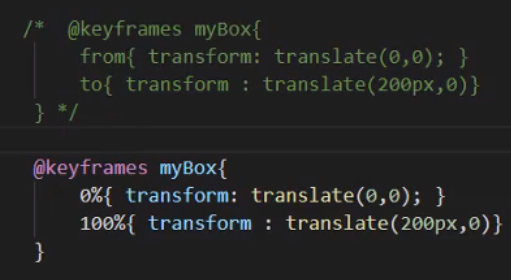 /*  @keyframes myBox{
from{ transform: translate(0,0); }
to{ transform : translate(200px,0)}
} */
@keyframes myBox{
0%{ transform: translate(0,0); }
100%{ transform : translate(200px,0)}
}